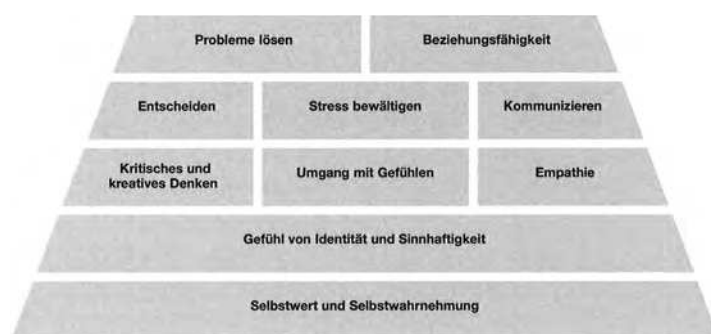 Probleme lösen
Beziehungsfähigkeit
Entscheiden
Stress bewältigen
Kommunizieren
Kritisches und
kreatives Denken
Umgang mit Gefühlen
Empathie
Gefühl von Identität und Sinnhaftigkeit
Selbstwert und Selbstwahrnehmung